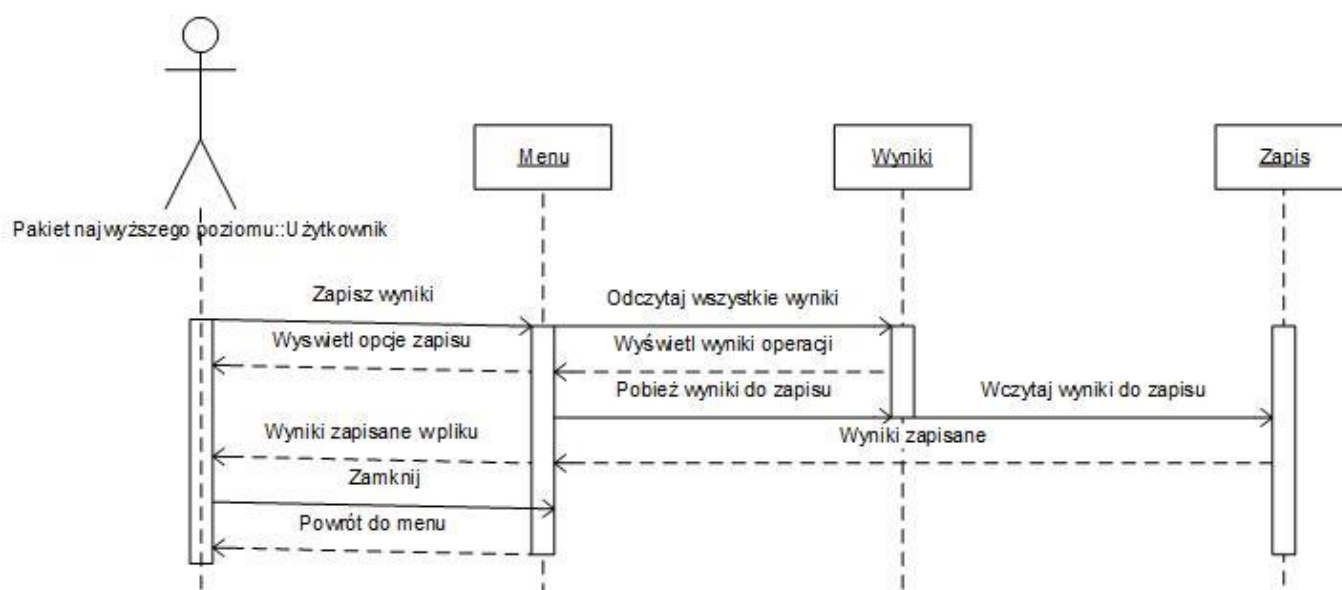 Menu
Wyniki
Zapis
Pakiet najwyższego poziomu::Użytkownik
Zapisz wyniki
Odczytaj wszystkie wyniki
Wyswietl opcje zapisu
Wyświetl wyniki operacji
Pobież wyniki do zapisu
Wczytaj wyniki do zapisu
Wyniki zapisane w pliku
Wyniki zapisane
Zamknij
Powrót do menu